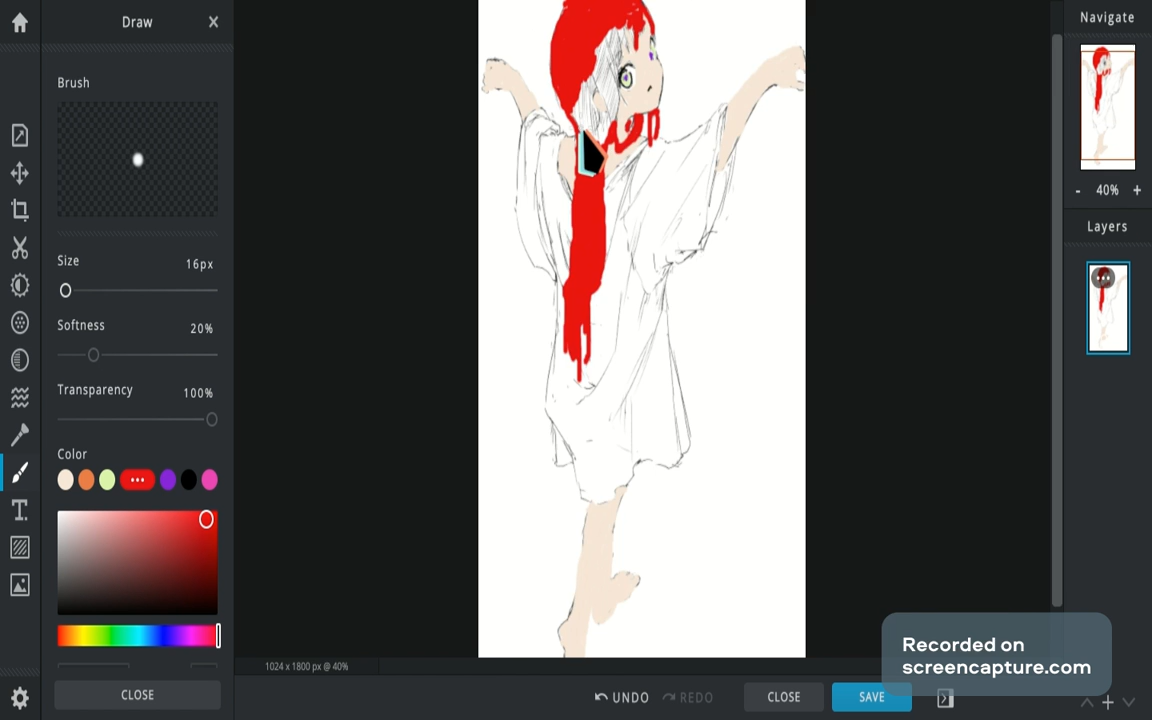 Draw
Navigate
Brush
- 40% +
Layers
Size 16px
Softness 20%
Transparency 100%
Color
CLOSE
1024 x 1800 px @ 40%
UNDO REDO CLOSE SAVE
Recorded on
screencapture.com